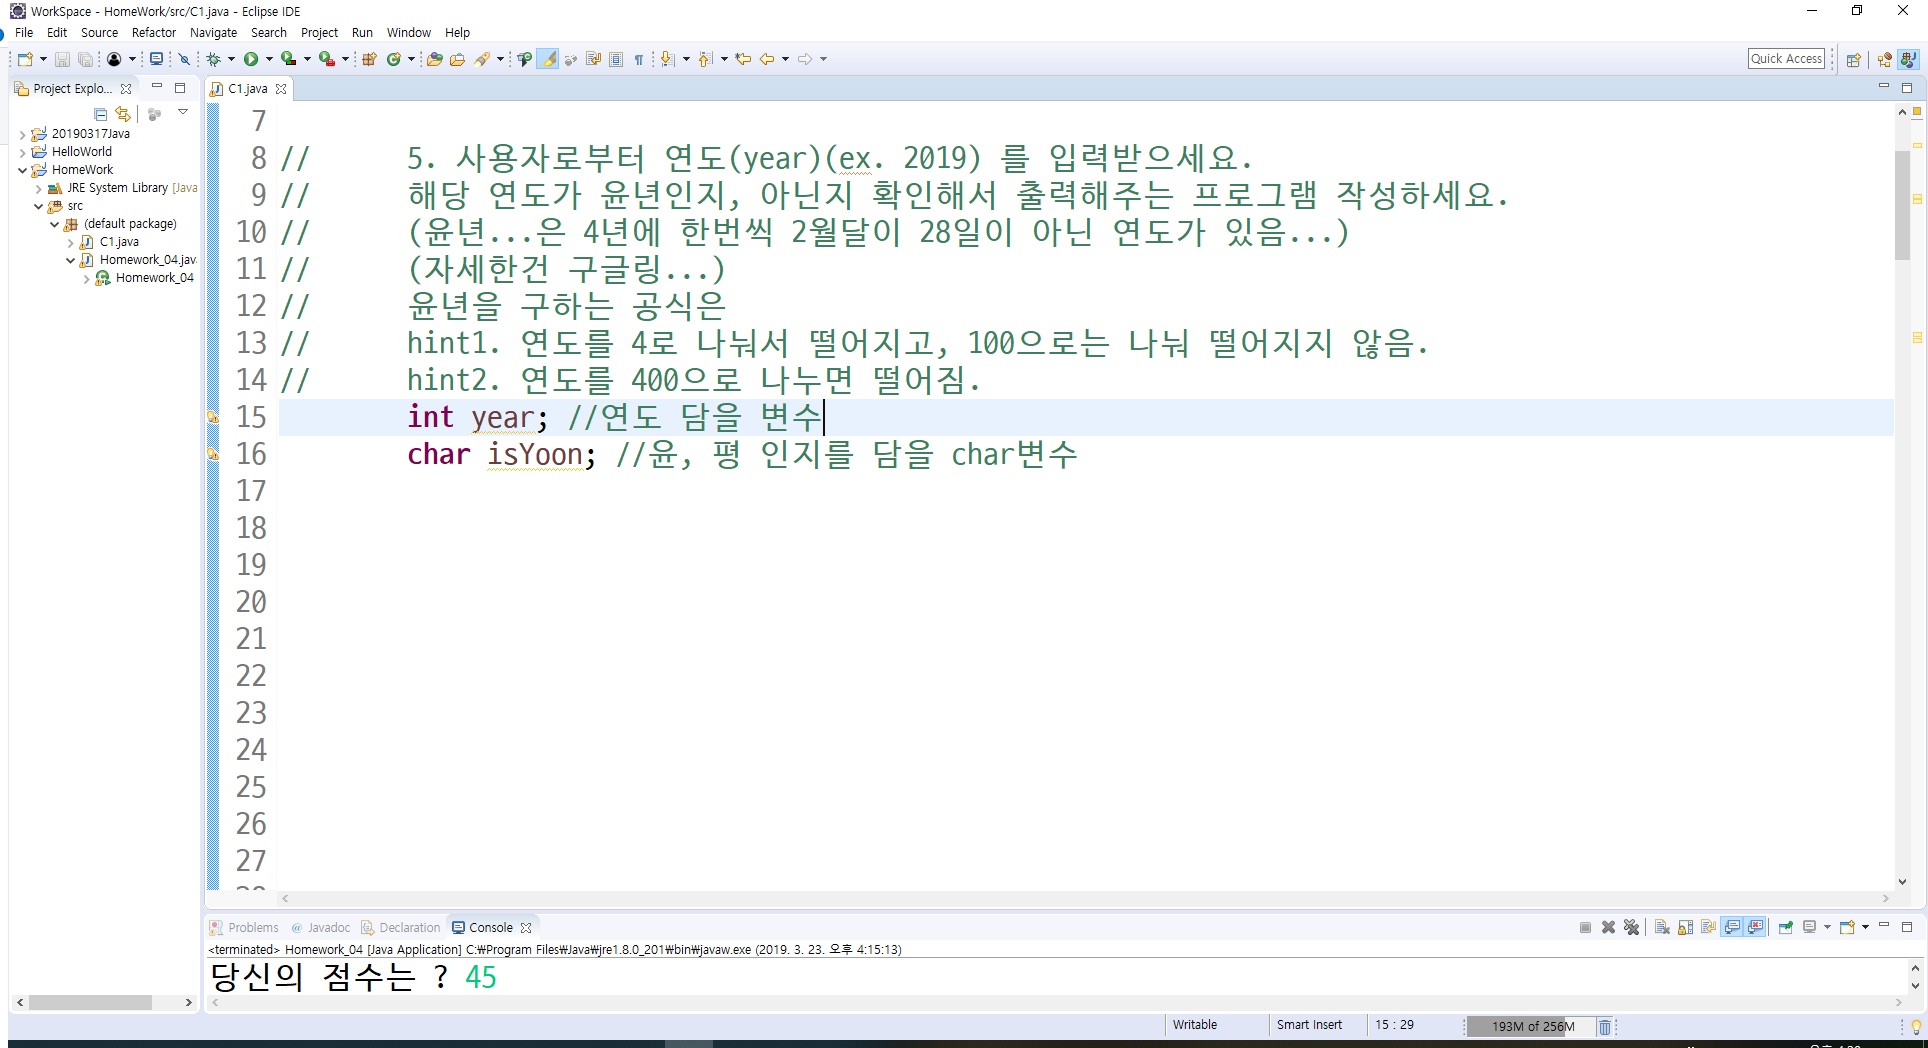 WorkSpace - HomeWork/src/C1.java - Eclipse IDE
File Edit Source Refactor Navigate Search Project Run Window Help
Quick Access
Project Explo...
C1.java
20190317Java
HelloWorld
HomeWork
JRE System Library [Java
src
(default package)
C1.java
Homework_04.jav
Homework_04
7
8 // 5. 사용자로부터 연도(year)(ex. 2019) 를 입력받으세요.
9 // 해당 연도가 윤년인지, 아닌지 확인해서 출력해주는 프로그램 작성하세요.
10 // (윤년...은 4년에 한번씩 2월달이 28일이 아닌 연도가 있음...)
11 // (자세한건 구글링...)
12 // 윤년을 구하는 공식은
13 // hint1. 연도를 4로 나눠서 떨어지고, 100으로는 나눠 떨어지지 않음.
14 // hint2. 연도를 400으로 나누면 떨어짐.
15 int year; //연도 담을 변수
16 char isYoon; //윤, 평 인지를 담을 char변수
17
18
19
20
21
22
23
24
25
26
27
Problems Javadoc Declaration Console
<terminated> Homework_04 [Java Application] C:₩Program Files₩Java₩jre1.8.0_201₩bin₩javaw.exe (2019. 3. 23. 오후 4:15:13)
당신의 점수는 ? 45
Writable Smart Insert 15 : 29 193M of 256M